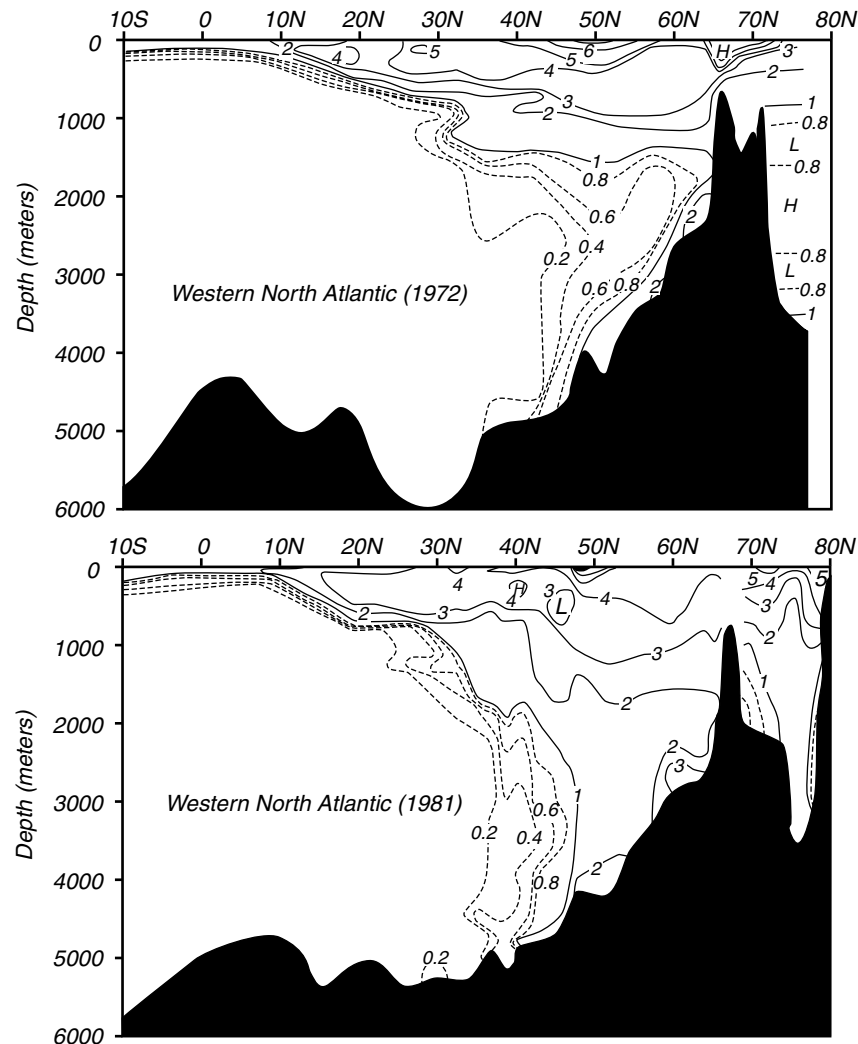 10S 0 10N 20N 30N 40N 50N 60N 70N 80N
0
1000
2000
3000
4000
5000
6000
Depth (meters)
2 4 5 6 5 4 H 3 2
3 2 1
0.8 L 0.8 H 0.8 L 0.8 1
1 0.8 0.6 0.4 0.2
2 0.6 0.8 2
Western North Atlantic (1972)
10S 0 10N 20N 30N 40N 50N 60N 70N 80N
0
1000
2000
3000
4000
5000
6000
Depth (meters)
4 H 4 3 L 4 5 4 5
2 3 3 2
3 2 1
2 3
1 0.6 0.2 0.4 0.8 2
0.2
Western North Atlantic (1981)